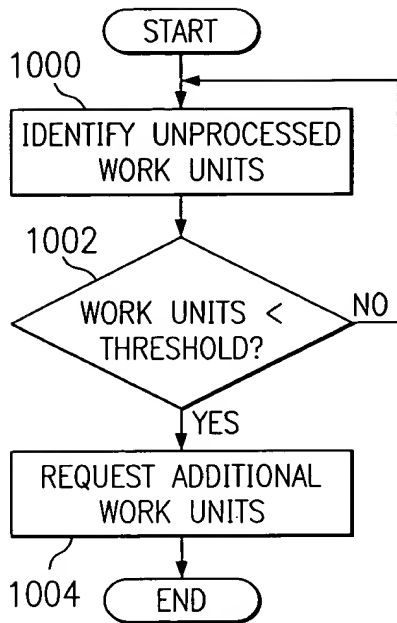 START
1000
IDENTIFY UNPROCESSED
WORK UNITS
1002
WORK UNITS <
THRESHOLD?
NO
YES
REQUEST ADDITIONAL
WORK UNITS
1004
END